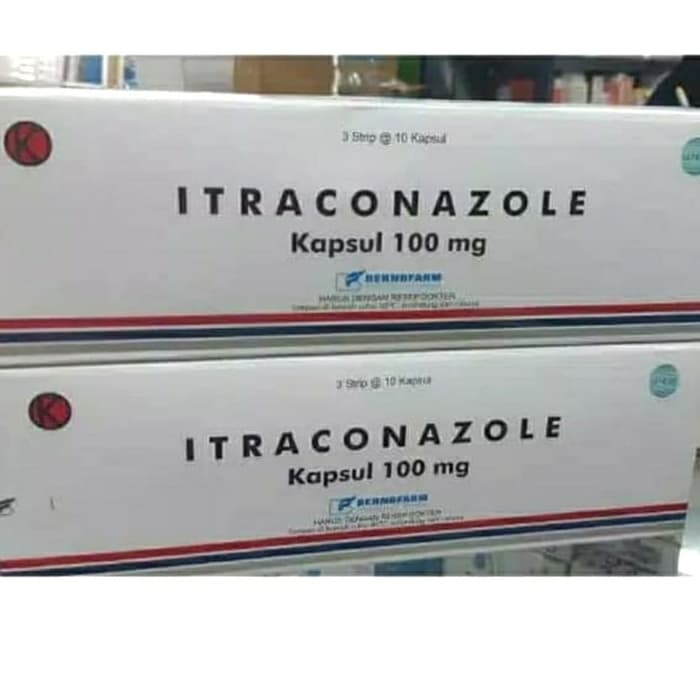 K
3 Strip @ 10 Kapsul
ITRACONAZOLE
Kapsul 100 mg
BERNOFARM
HARUS DENGAN RESEP DOKTER
K
3 Strip @ 10 Kapsul
ITRACONAZOLE
Kapsul 100 mg
BERNOFARM
HARUS DENGAN RESEP DOKTER